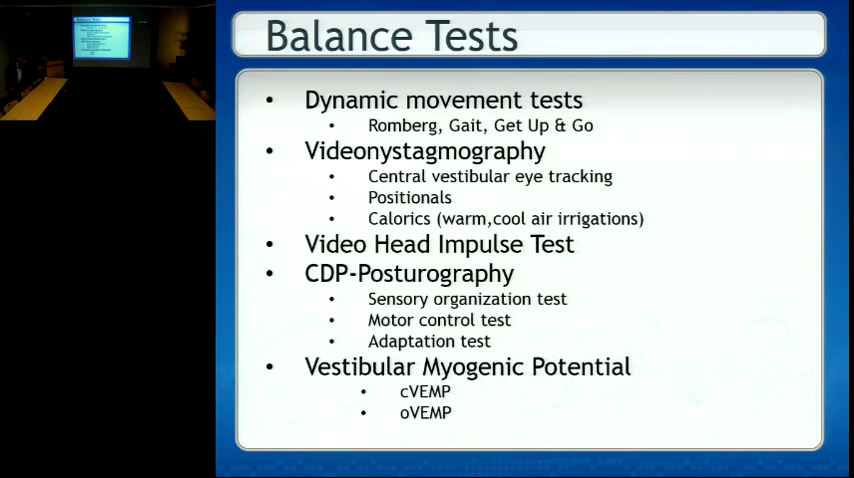 Balance Tests
• Dynamic movement tests
• Romberg, Gait, Get Up & Go
• Videonystagmography
• Central vestibular eye tracking
• Positionals
• Calorics (warm,cool air irrigations)
• Video Head Impulse Test
• CDP-Posturography
• Sensory organization test
• Motor control test
• Adaptation test
• Vestibular Myogenic Potential
• cVEMP
• oVEMP